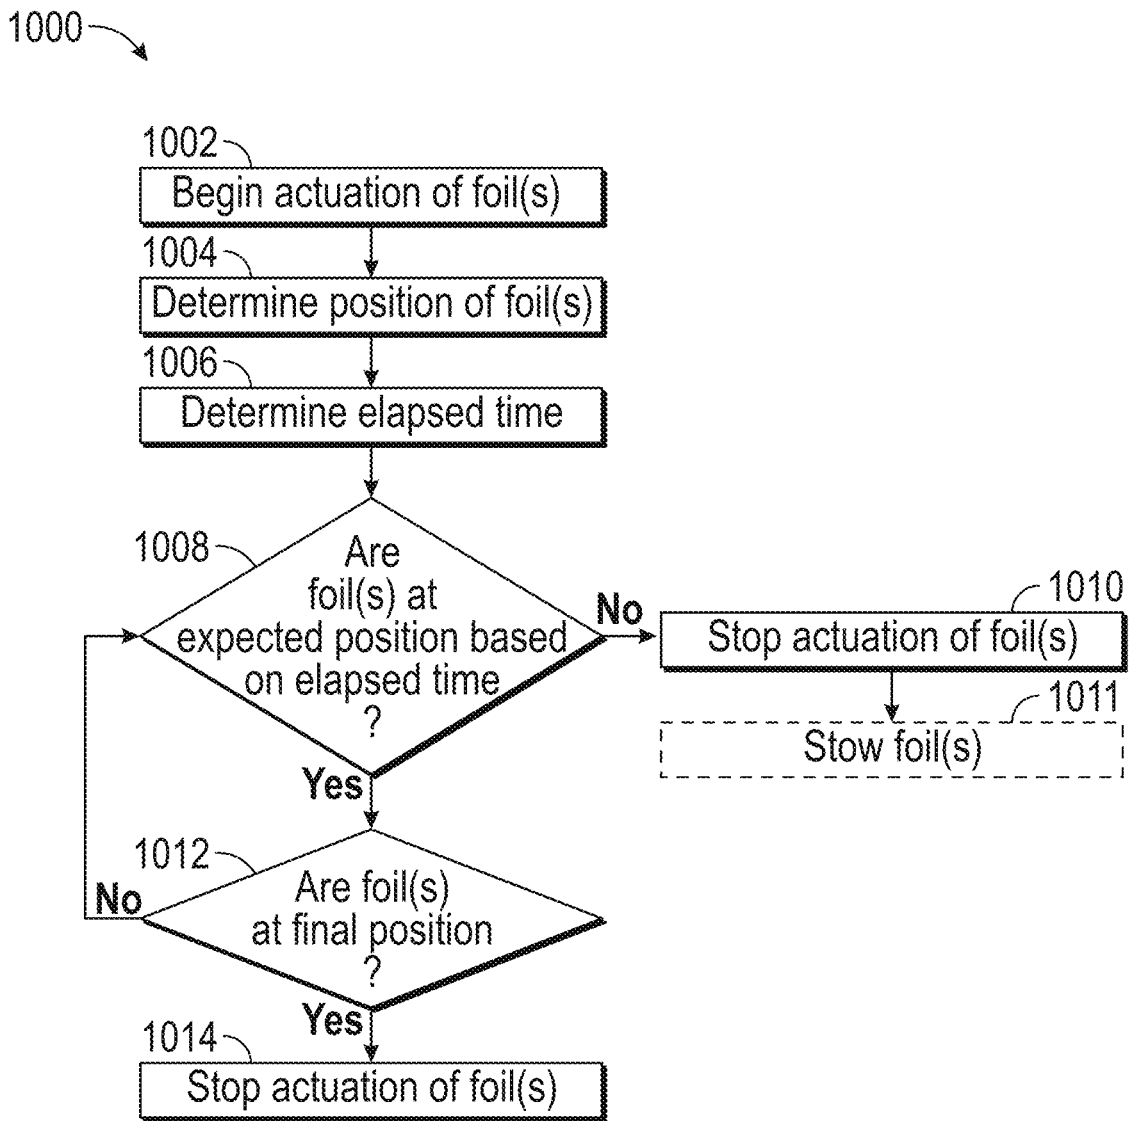 1000
1002
Begin actuation of foil(s)
1004
Determine position of foil(s)
1006
Determine elapsed time
1008
Are
foil(s) at
expected position based
on elapsed time
?
No
1010
Stop actuation of foil(s)
1011
Stow foil(s)
Yes
1012
Are foil(s)
at final position
?
No
Yes
1014
Stop actuation of foil(s)